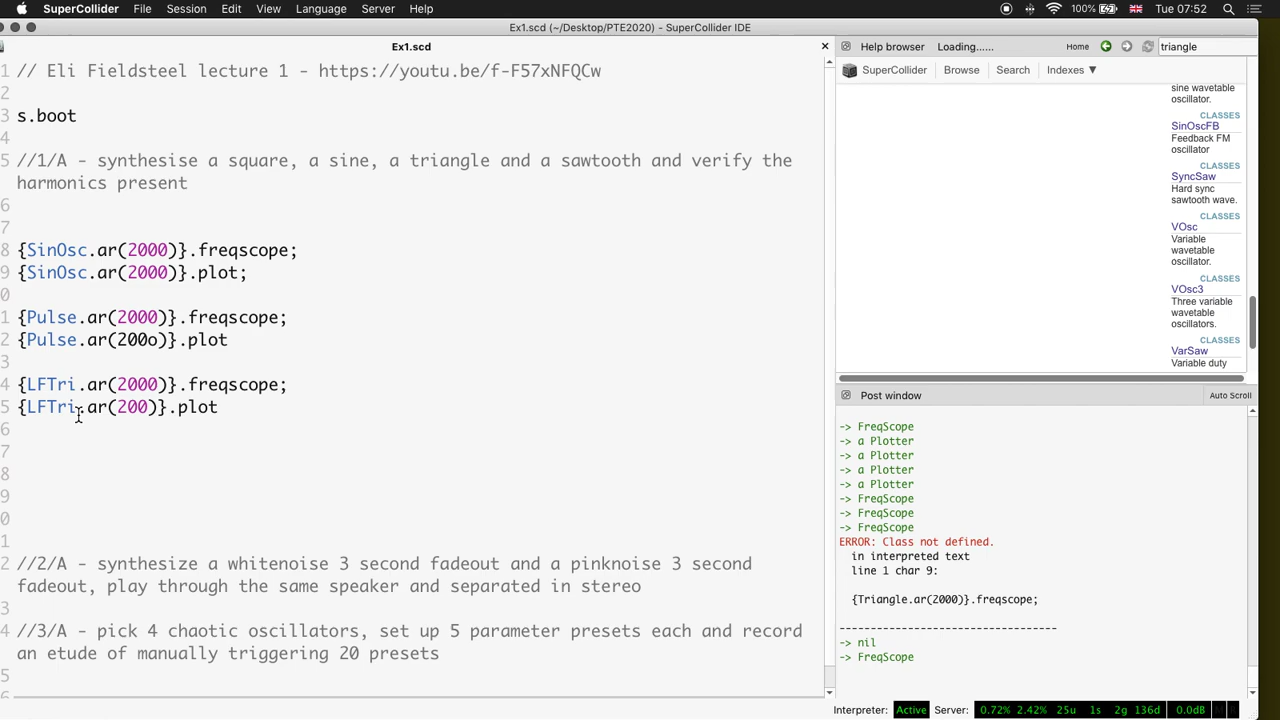 SuperCollider File Session Edit View Language Server Help 100% Tue 07:52
Ex1.scd (~/Desktop/PTE2020) - SuperCollider IDE
Ex1.scd
1 // Eli Fieldsteel lecture 1 - https://youtu.be/f-F57xNFQCw
2
3 s.boot
4
5 //1/A - synthesise a square, a sine, a triangle and a sawtooth and verify the
harmonics present
6
7
8 {SinOsc.ar(2000)}.freqscope;
9 {SinOsc.ar(2000)}.plot;
0
1 {Pulse.ar(2000)}.freqscope;
2 {Pulse.ar(200o)}.plot
3
4 {LFTri.ar(2000)}.freqscope;
5 {LFTri.ar(200)}.plot
6
7
8
9
0
1
2 //2/A - synthesize a whitenoise 3 second fadeout and a pinknoise 3 second
fadeout, play through the same speaker and separated in stereo
3
4 //3/A - pick 4 chaotic oscillators, set up 5 parameter presets each and record
an etude of manually triggering 20 presets
5
6
Help browser Loading...... Home triangle
SuperCollider Browse Search Indexes ▼
sine wavetable
oscillator.
CLASSES
SinOscFB
Feedback FM
oscillator
CLASSES
SyncSaw
Hard sync
sawtooth wave.
CLASSES
VOsc
Variable
wavetable
oscillator.
CLASSES
VOsc3
Three variable
wavetable
oscillators.
CLASSES
VarSaw
Variable duty
Post window Auto Scroll
-> FreqScope
-> a Plotter
-> a Plotter
-> a Plotter
-> a Plotter
-> FreqScope
-> FreqScope
-> FreqScope
ERROR: Class not defined.
in interpreted text
line 1 char 9:
{Triangle.ar(2000)}.freqscope;
-----------------------------------
-> nil
-> FreqScope
Interpreter: Active Server: 0.72% 2.42% 25u 1s 2g 136d 0.0dB M R